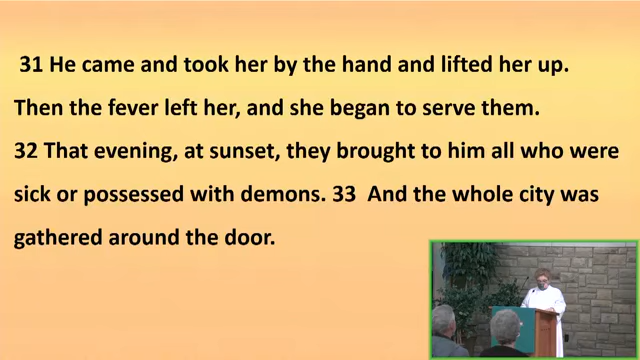 31 He came and took her by the hand and lifted her up.
Then the fever left her, and she began to serve them.
32 That evening, at sunset, they brought to him all who were
sick or possessed with demons. 33 And the whole city was
gathered around the door.